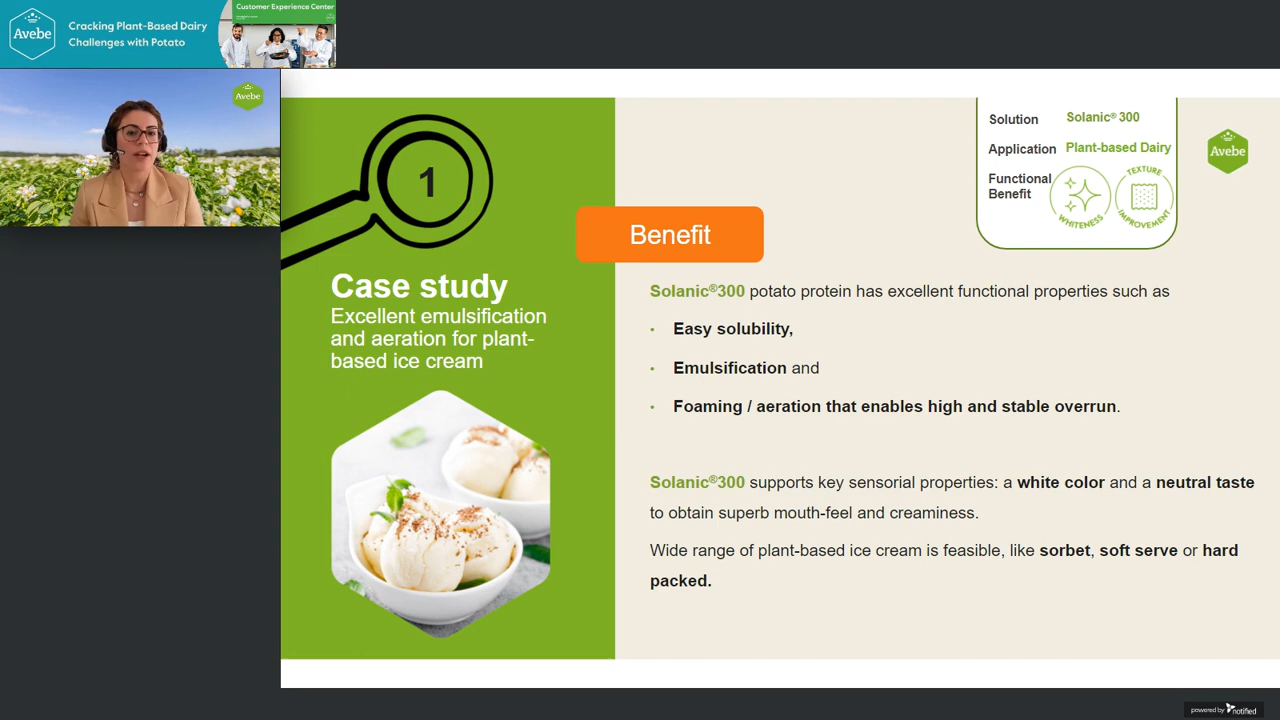 Avebe
Cracking Plant-Based Dairy
Challenges with Potato
Customer Experience Center
Avebe
1
Case study
Excellent emulsification
and aeration for plant-
based ice cream
Solution Solanic® 300
Application Plant-based Dairy
Functional
Benefit
WHITENESS
TEXTURE
IMPROVEMENT
Avebe
Benefit
Solanic®300 potato protein has excellent functional properties such as
• Easy solubility,
• Emulsification and
• Foaming / aeration that enables high and stable overrun.
Solanic®300 supports key sensorial properties: a white color and a neutral taste
to obtain superb mouth-feel and creaminess.
Wide range of plant-based ice cream is feasible, like sorbet, soft serve or hard
packed.
powered by notified